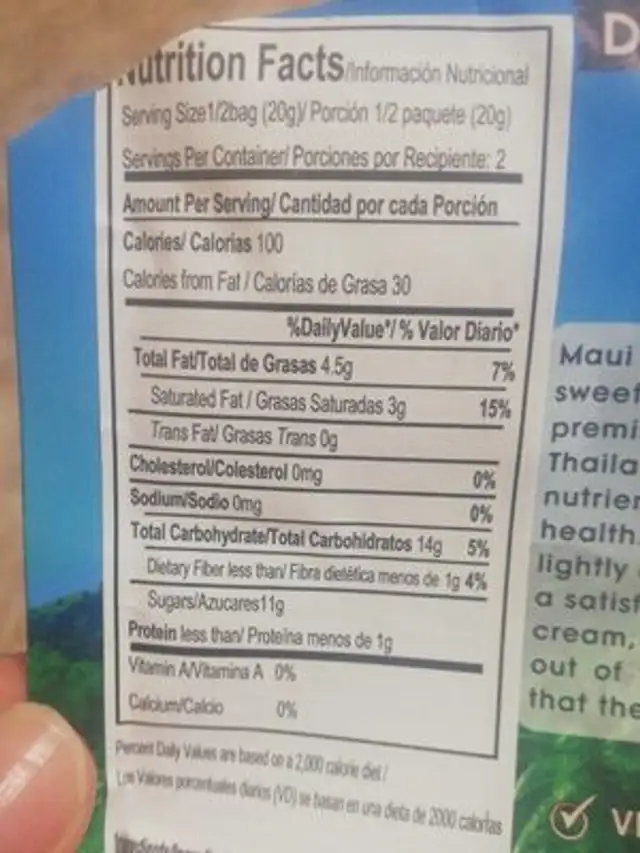 Nutrition Facts/Información Nutricional
Serving Size1/2bag (20g)/ Porción 1/2 paquete (20g)
Servings Per Container/ Porciones por Recipiente: 2
Amount Per Serving/ Cantidad por cada Porción
Calories/ Calorias 100
Calories from Fat / Calorías de Grasa 30
%DailyValue*/ % Valor Diario*
Total Fat/Total de Grasas 4.5g 7%
Saturated Fat / Grasas Saturadas 3g 15%
Trans Fat/ Grasas Trans 0g
Cholesterol/Colesterol 0mg 0%
Sodium/Sodio 0mg 0%
Total Carbohydrate/Total Carbohidratos 14g 5%
Dietary Fiber less than/ Fibra dietética menos de 1g 4%
Sugars/Azucares11g
Protein less than/ Proteína menos de 1g
Vitamin A/Vitamina A 0%
Calcium/Calcio 0%
Percent Daily Values are based on a 2,000 calorie diet /
Los Valores porcentuales diarios (VD) se basan en una dieta de 2000 calorías
D
Maui
sweet
premi
Thaila
nutrien
health
lightly
a satisf
cream,
out of
that the
VE